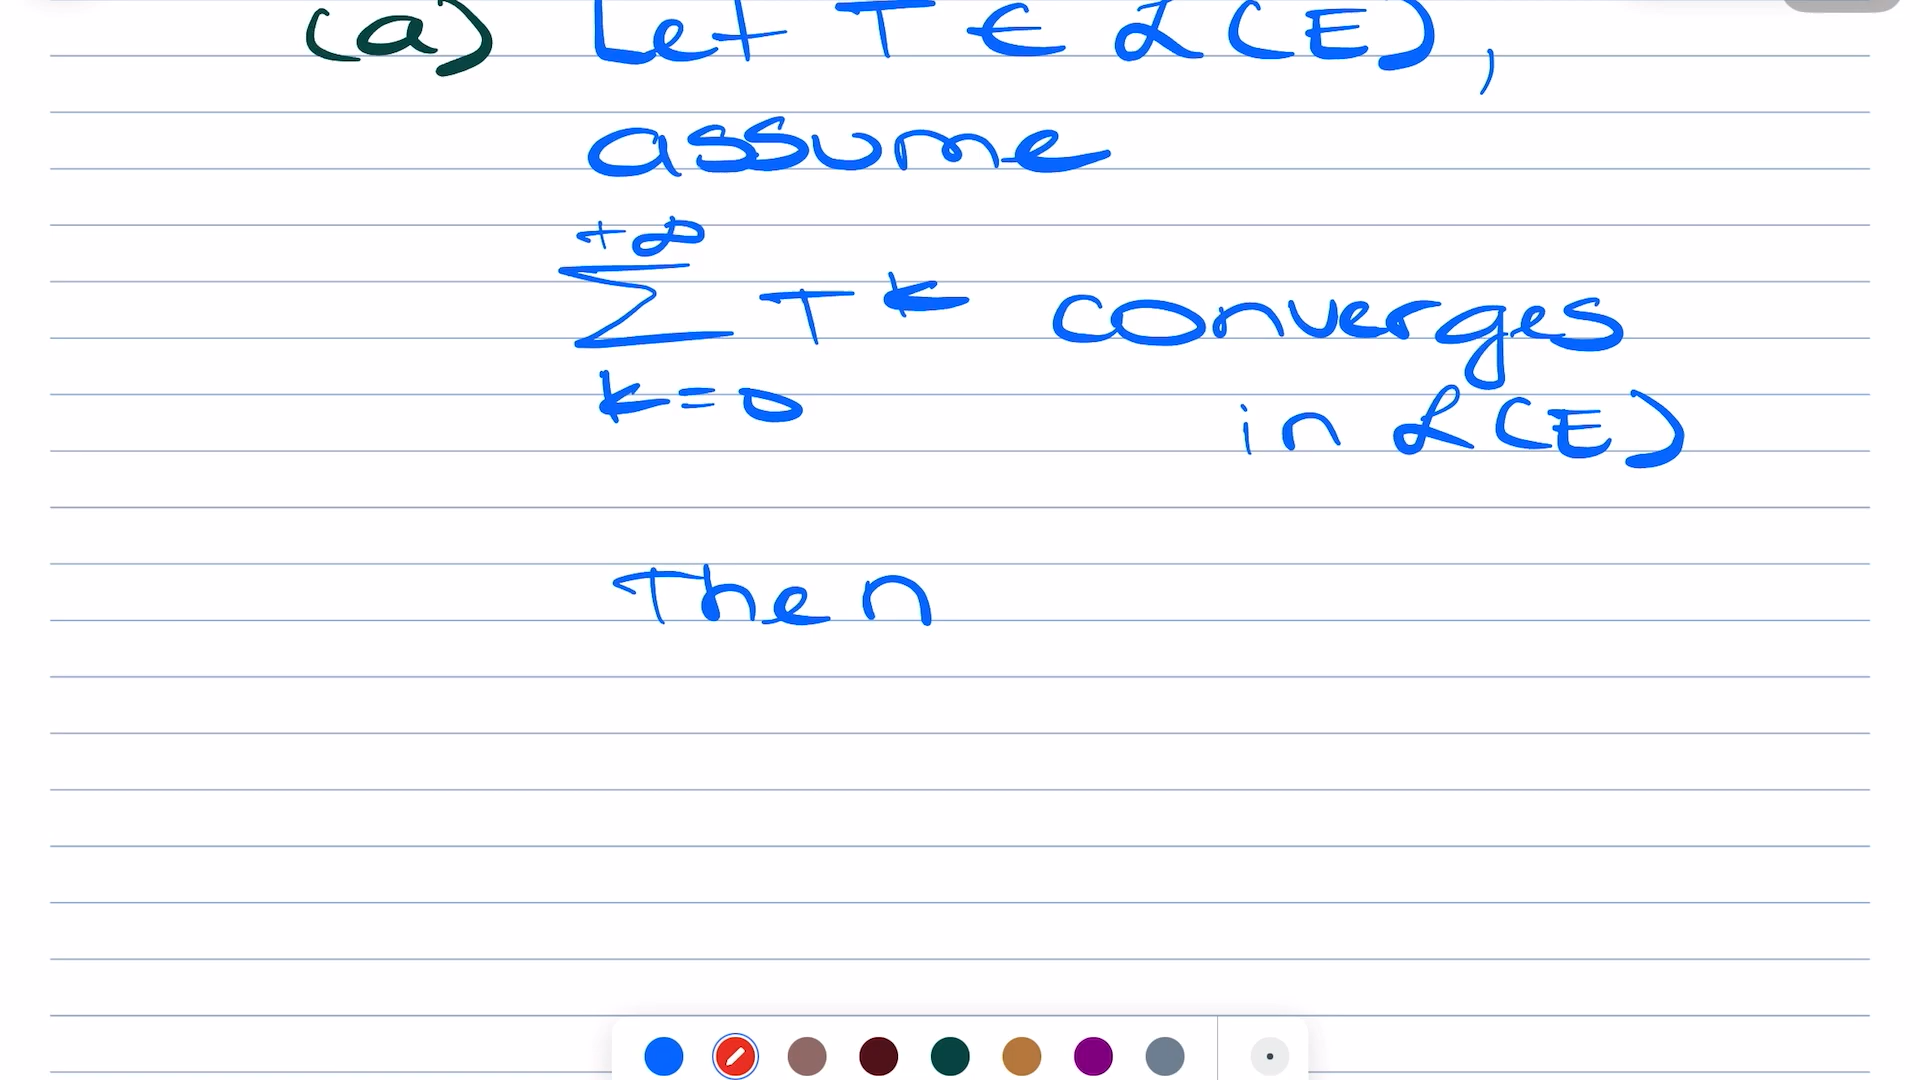 (a) Let T ∈ ℒ(E),
assume
+∞
∑ T^k converges
k=0
in ℒ(E)
Then